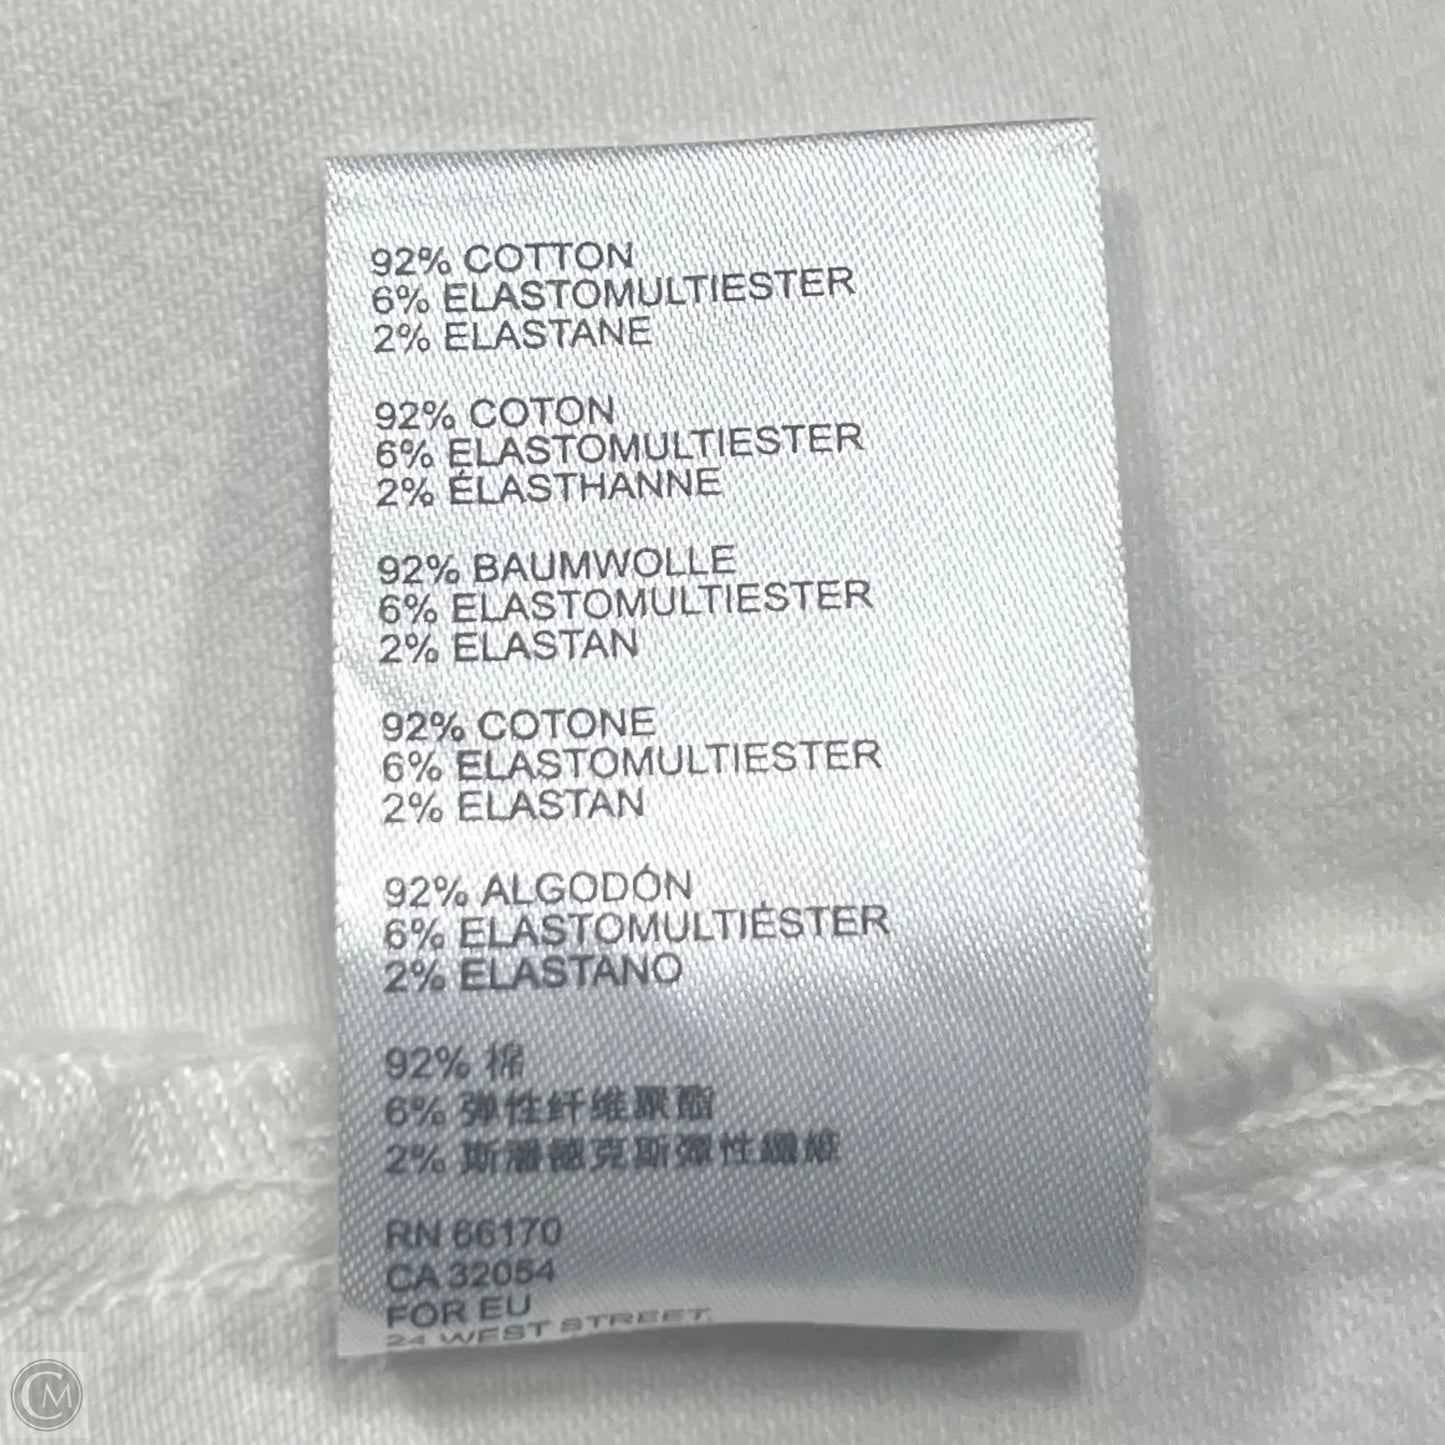 92% COTTON
6% ELASTOMULTIESTER
2% ELASTANE
92% COTON
6% ELASTOMULTIESTER
2% ÉLASTHANNE
92% BAUMWOLLE
6% ELASTOMULTIESTER
2% ELASTAN
92% COTONE
6% ELASTOMULTIESTER
2% ELASTAN
92% ALGODÓN
6% ELASTOMULTIÉSTER
2% ELASTANO
92% 棉
6% 弹性纤维聚酯
2% 斯潘德克斯彈性纖維
RN 66170
CA 32054
FOR EU
24 WEST STREET
CM